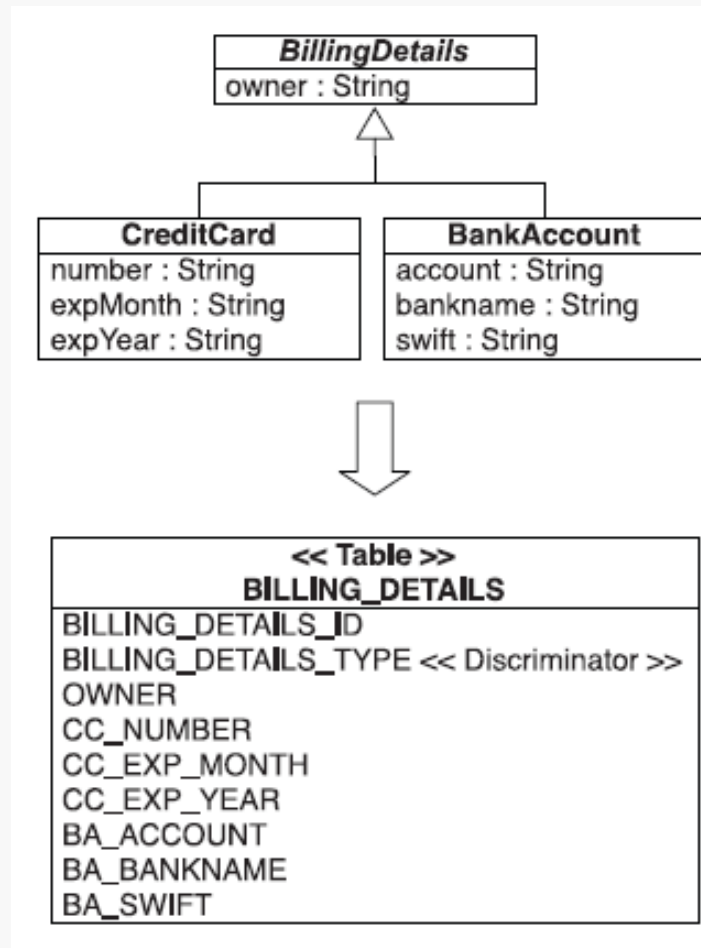 BillingDetails
owner : String
CreditCard
number : String
expMonth : String
expYear : String
BankAccount
account : String
bankname : String
swift : String
<< Table >>
BILLING_DETAILS
BILLING_DETAILS_ID
BILLING_DETAILS_TYPE << Discriminator >>
OWNER
CC_NUMBER
CC_EXP_MONTH
CC_EXP_YEAR
BA_ACCOUNT
BA_BANKNAME
BA_SWIFT